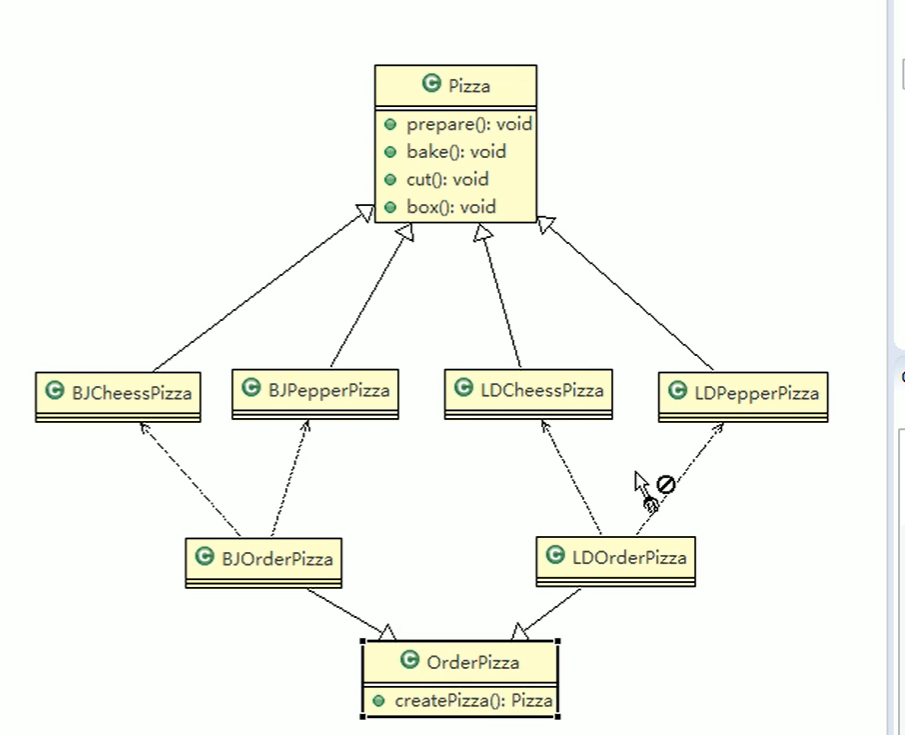 Pizza
prepare(): void
bake(): void
cut(): void
box(): void
BJCheessPizza
BJPepperPizza
LDCheessPizza
LDPepperPizza
BJOrderPizza
LDOrderPizza
OrderPizza
createPizza(): Pizza